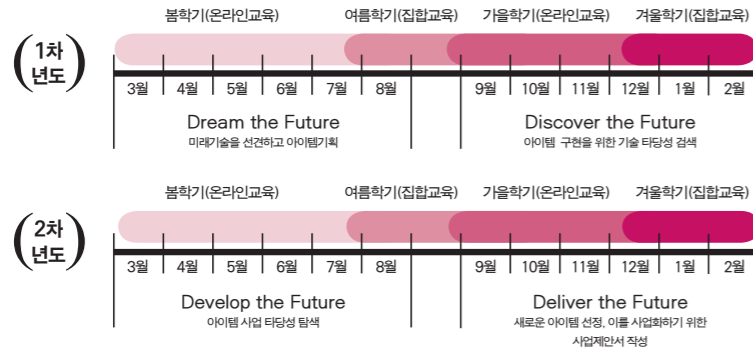 봄학기(온라인교육) 여름학기(집합교육) 가을학기(온라인교육) 겨울학기(집합교육)
(1차
년도)
3월 4월 5월 6월 7월 8월 9월 10월 11월 12월 1월 2월
Dream the Future Discover the Future
미래기술을 선견하고 아이템기획 아이템 구현을 위한 기술 타당성 검색
봄학기(온라인교육) 여름학기(집합교육) 가을학기(온라인교육) 겨울학기(집합교육)
(2차
년도)
3월 4월 5월 6월 7월 8월 9월 10월 11월 12월 1월 2월
Develop the Future Deliver the Future
아이템 사업 타당성 탐색 새로운 아이템 선정, 이를 사업화하기 위한
사업제안서 작성